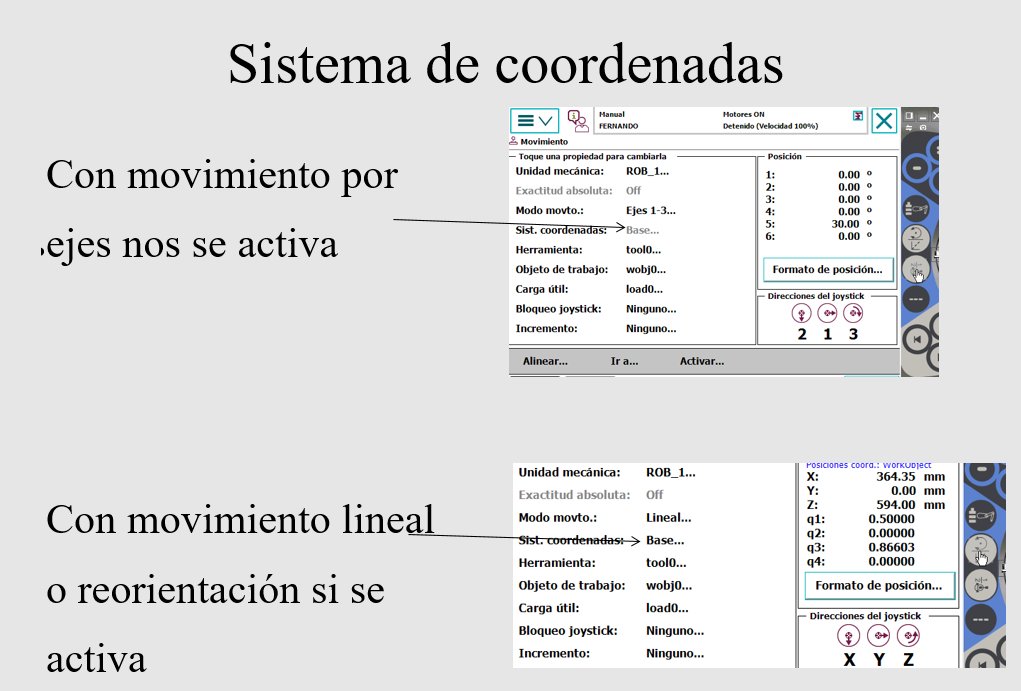 Sistema de coordenadas
Con movimiento por
ejes nos se activa
Manual
FERNANDO
Motores ON
Detenido (Velocidad 100%)
Movimiento
Toque una propiedad para cambiarla
Unidad mecánica: ROB_1...
Exactitud absoluta: Off
Modo movto.: Ejes 1-3...
Sist. coordenadas: Base...
Herramienta: tool0...
Objeto de trabajo: wobj0...
Carga útil: load0...
Bloqueo joystick: Ninguno...
Incremento: Ninguno...
Posición
1: 0.00 º
2: 0.00 º
3: 0.00 º
4: 0.00 º
5: 30.00 º
6: 0.00 º
Formato de posición...
Direcciones del joystick
2 1 3
Alinear... Ir a... Activar...
Con movimiento lineal
o reorientación si se
activa
Unidad mecánica: ROB_1...
Exactitud absoluta: Off
Modo movto.: Lineal...
Sist. coordenadas: Base...
Herramienta: tool0...
Objeto de trabajo: wobj0...
Carga útil: load0...
Bloqueo joystick: Ninguno...
Incremento: Ninguno...
Posiciones coord.: WorkObject
X: 364.35 mm
Y: 0.00 mm
Z: 594.00 mm
q1: 0.50000
q2: 0.00000
q3: 0.86603
q4: 0.00000
Formato de posición...
Direcciones del joystick
X Y Z